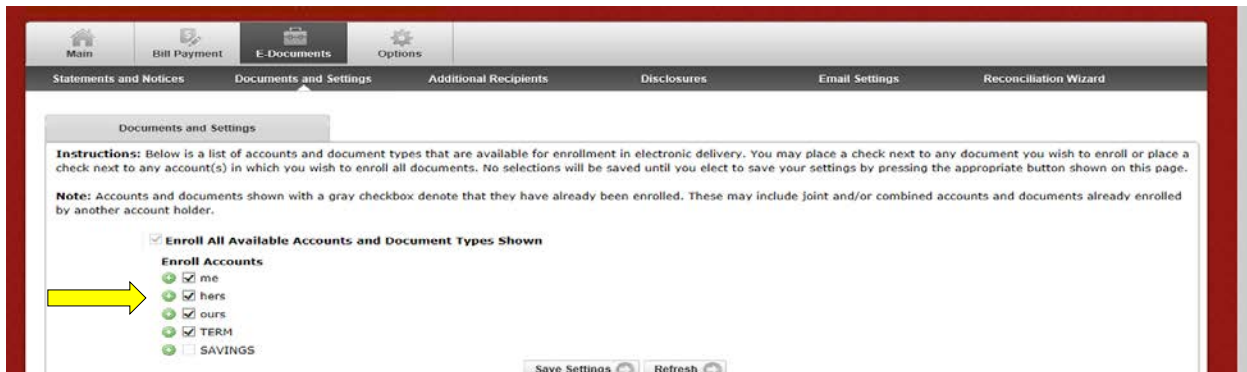 Main Bill Payment E-Documents Options
Statements and Notices Documents and Settings Additional Recipients Disclosures Email Settings Reconciliation Wizard
Documents and Settings
Instructions: Below is a list of accounts and document types that are available for enrollment in electronic delivery. You may place a check next to any document you wish to enroll or place a
check next to any account(s) in which you wish to enroll all documents. No selections will be saved until you elect to save your settings by pressing the appropriate button shown on this page.
Note: Accounts and documents shown with a gray checkbox denote that they have already been enrolled. These may include joint and/or combined accounts and documents already enrolled
by another account holder.
Enroll All Available Accounts and Document Types Shown
Enroll Accounts
me
hers
ours
TERM
SAVINGS
Save Settings Refresh